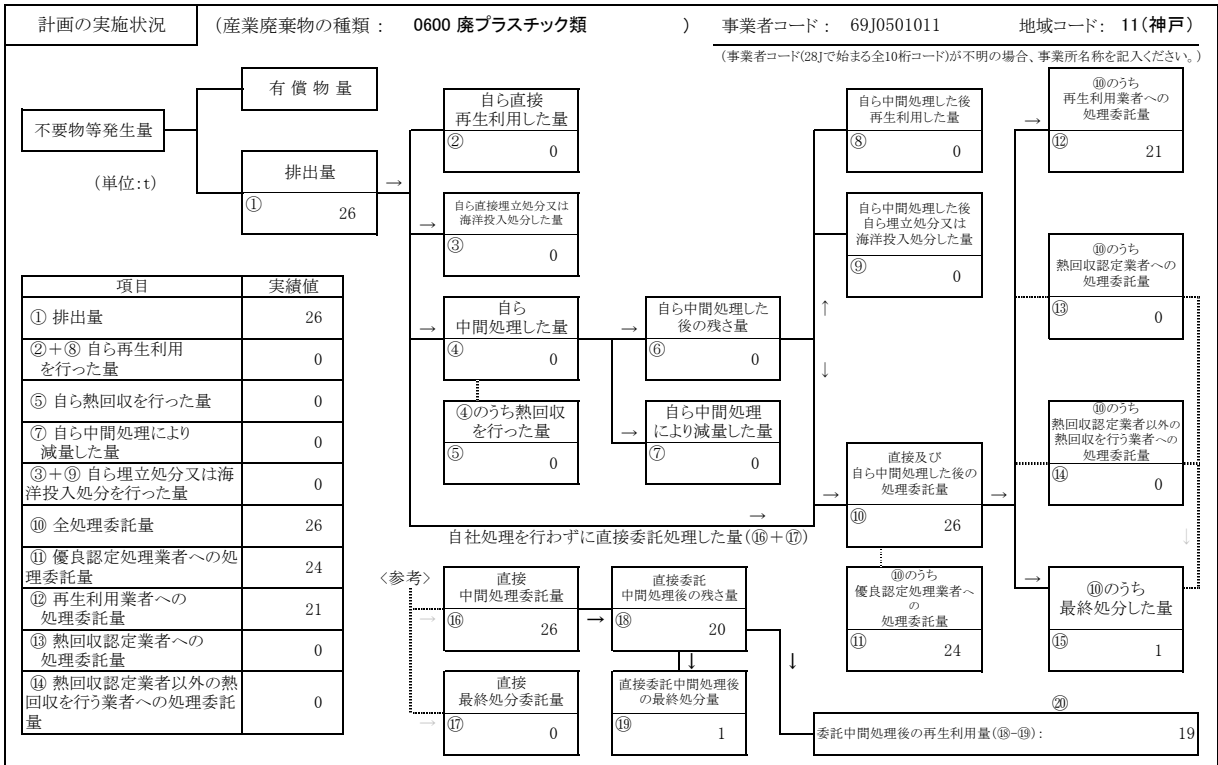 計画の実施状況
(産業廃棄物の種類： 0600 廃プラスチック類 )
事業者コード： 69J0501011
地域コード： 11(神戸)
(事業者コード(28Jで始まる全10桁コード)が不明の場合、事業所名称を記入ください。)
不要物等発生量
(単位:t)
有償物量
排出量
① 26
→
自ら直接
再生利用した量
② 0
→
自ら直接埋立処分又は
海洋投入処分した量
③ 0
→
自ら
中間処理した量
④ 0
④のうち熱回収
を行った量
⑤ 0
→
自ら中間処理した
後の残さ量
⑥ 0
→
自ら中間処理
により減量した量
⑦ 0
自ら中間処理した後
再生利用した量
⑧ 0
自ら中間処理した後
自ら埋立処分又は
海洋投入処分した量
⑨ 0
↑
↓
→
直接及び
自ら中間処理した後の
処理委託量
⑩ 26
→
⑩のうち
優良認定処理業者へ
の
処理委託量
⑪ 24
→
⑩のうち
再生利用業者への
処理委託量
⑫ 21
⑩のうち
熱回収認定業者への
処理委託量
⑬ 0
⑩のうち
熱回収認定業者以外の
熱回収を行う業者への
処理委託量
⑭ 0
↓
→
⑩のうち
最終処分した量
⑮ 1
→
自社処理を行わずに直接委託処理した量(⑯＋⑰)
〈参考〉
→
直接
中間処理委託量
⑯ 26
→
直接
最終処分委託量
⑰ 0
→
直接委託
中間処理後の残さ量
⑱ 20
↓
直接委託中間処理後
の最終処分量
⑲ 1
↓
⑳
委託中間処理後の再生利用量(⑱-⑲)： 19
項目 実績値
① 排出量 26
②＋⑧ 自ら再生利用
を行った量 0
⑤ 自ら熱回収を行った量 0
⑦ 自ら中間処理により
減量した量 0
③＋⑨ 自ら埋立処分又は海
洋投入処分を行った量 0
⑩ 全処理委託量 26
⑪ 優良認定処理業者への処
理委託量 24
⑫ 再生利用業者への
処理委託量 21
⑬ 熱回収認定業者への
処理委託量 0
⑭ 熱回収認定業者以外の熱
回収を行う業者への処理委託
量 0